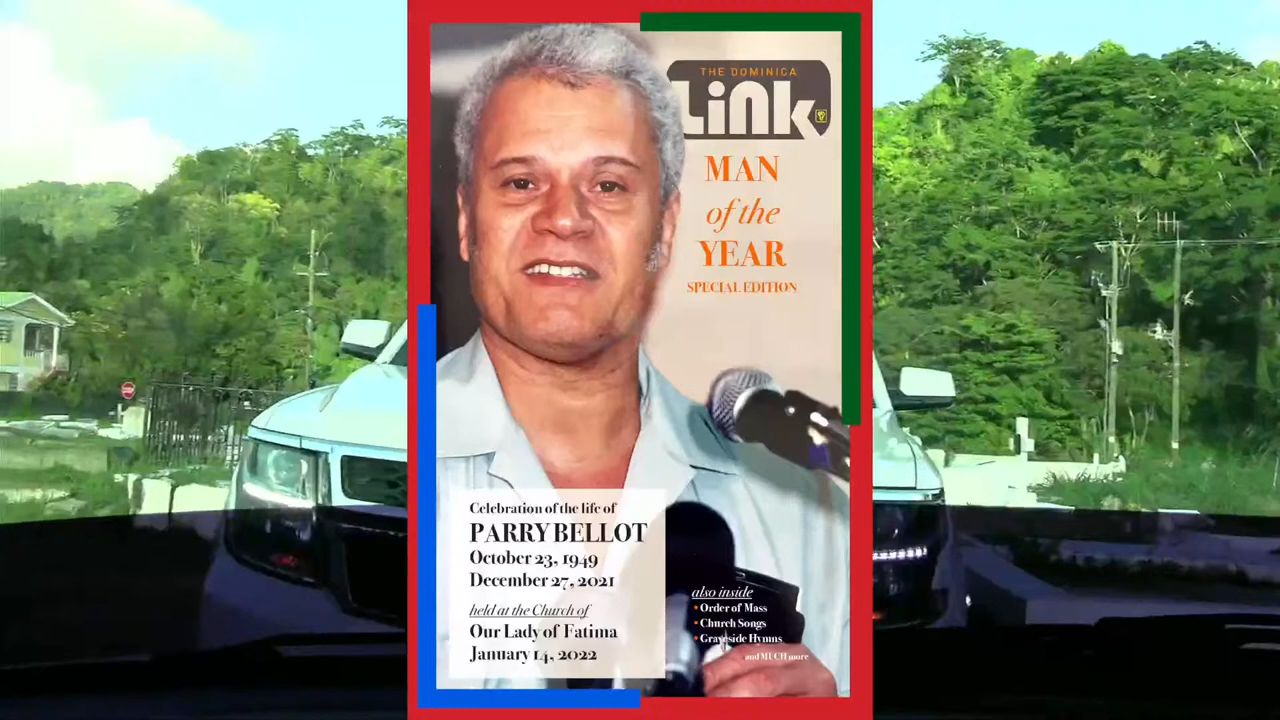 THE DOMINICA
Link
MAN
of the
YEAR
SPECIAL EDITION
Celebration of the life of
PARRY BELLOT
October 23, 1949
December 27, 2021
held at the Church of
Our Lady of Fatima
January 14, 2022
also inside
• Order of Mass
• Church Songs
• Graveside Hymns
and MUCH more